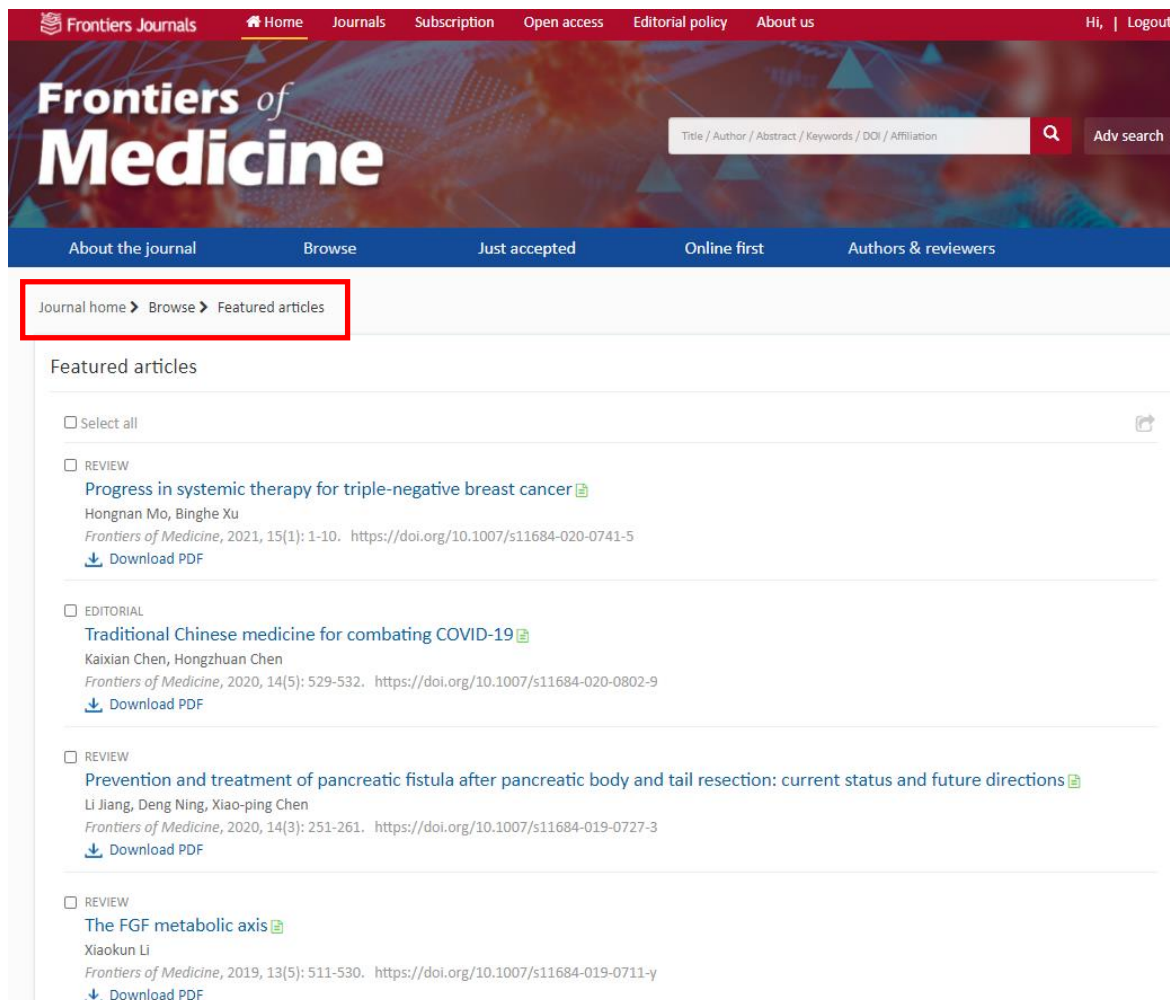 Frontiers Journals Home Journals Subscription Open access Editorial policy About us Hi, | Logout
Frontiers of
Medicine
Title / Author / Abstract / Keywords / DOI / Affiliation Adv search
About the journal Browse Just accepted Online first Authors & reviewers
Journal home > Browse > Featured articles
Featured articles
Select all
REVIEW
Progress in systemic therapy for triple-negative breast cancer
Hongnan Mo, Binghe Xu
Frontiers of Medicine, 2021, 15(1): 1-10. https://doi.org/10.1007/s11684-020-0741-5
Download PDF
EDITORIAL
Traditional Chinese medicine for combating COVID-19
Kaixian Chen, Hongzhuan Chen
Frontiers of Medicine, 2020, 14(5): 529-532. https://doi.org/10.1007/s11684-020-0802-9
Download PDF
REVIEW
Prevention and treatment of pancreatic fistula after pancreatic body and tail resection: current status and future directions
Li Jiang, Deng Ning, Xiao-ping Chen
Frontiers of Medicine, 2020, 14(3): 251-261. https://doi.org/10.1007/s11684-019-0727-3
Download PDF
REVIEW
The FGF metabolic axis
Xiaokun Li
Frontiers of Medicine, 2019, 13(5): 511-530. https://doi.org/10.1007/s11684-019-0711-y
Download PDF